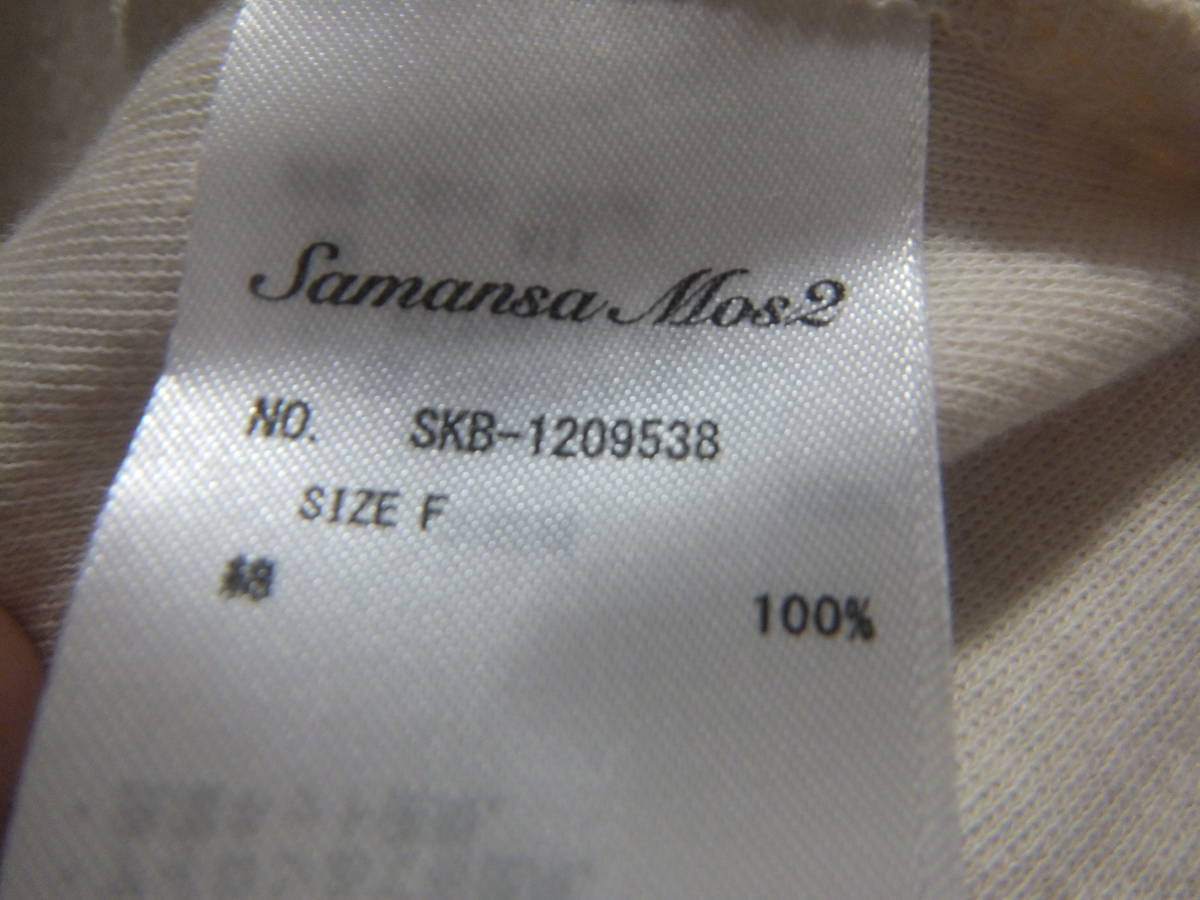 Samansa Mos2
NO. SKB-1209538
SIZE F
綿 100%